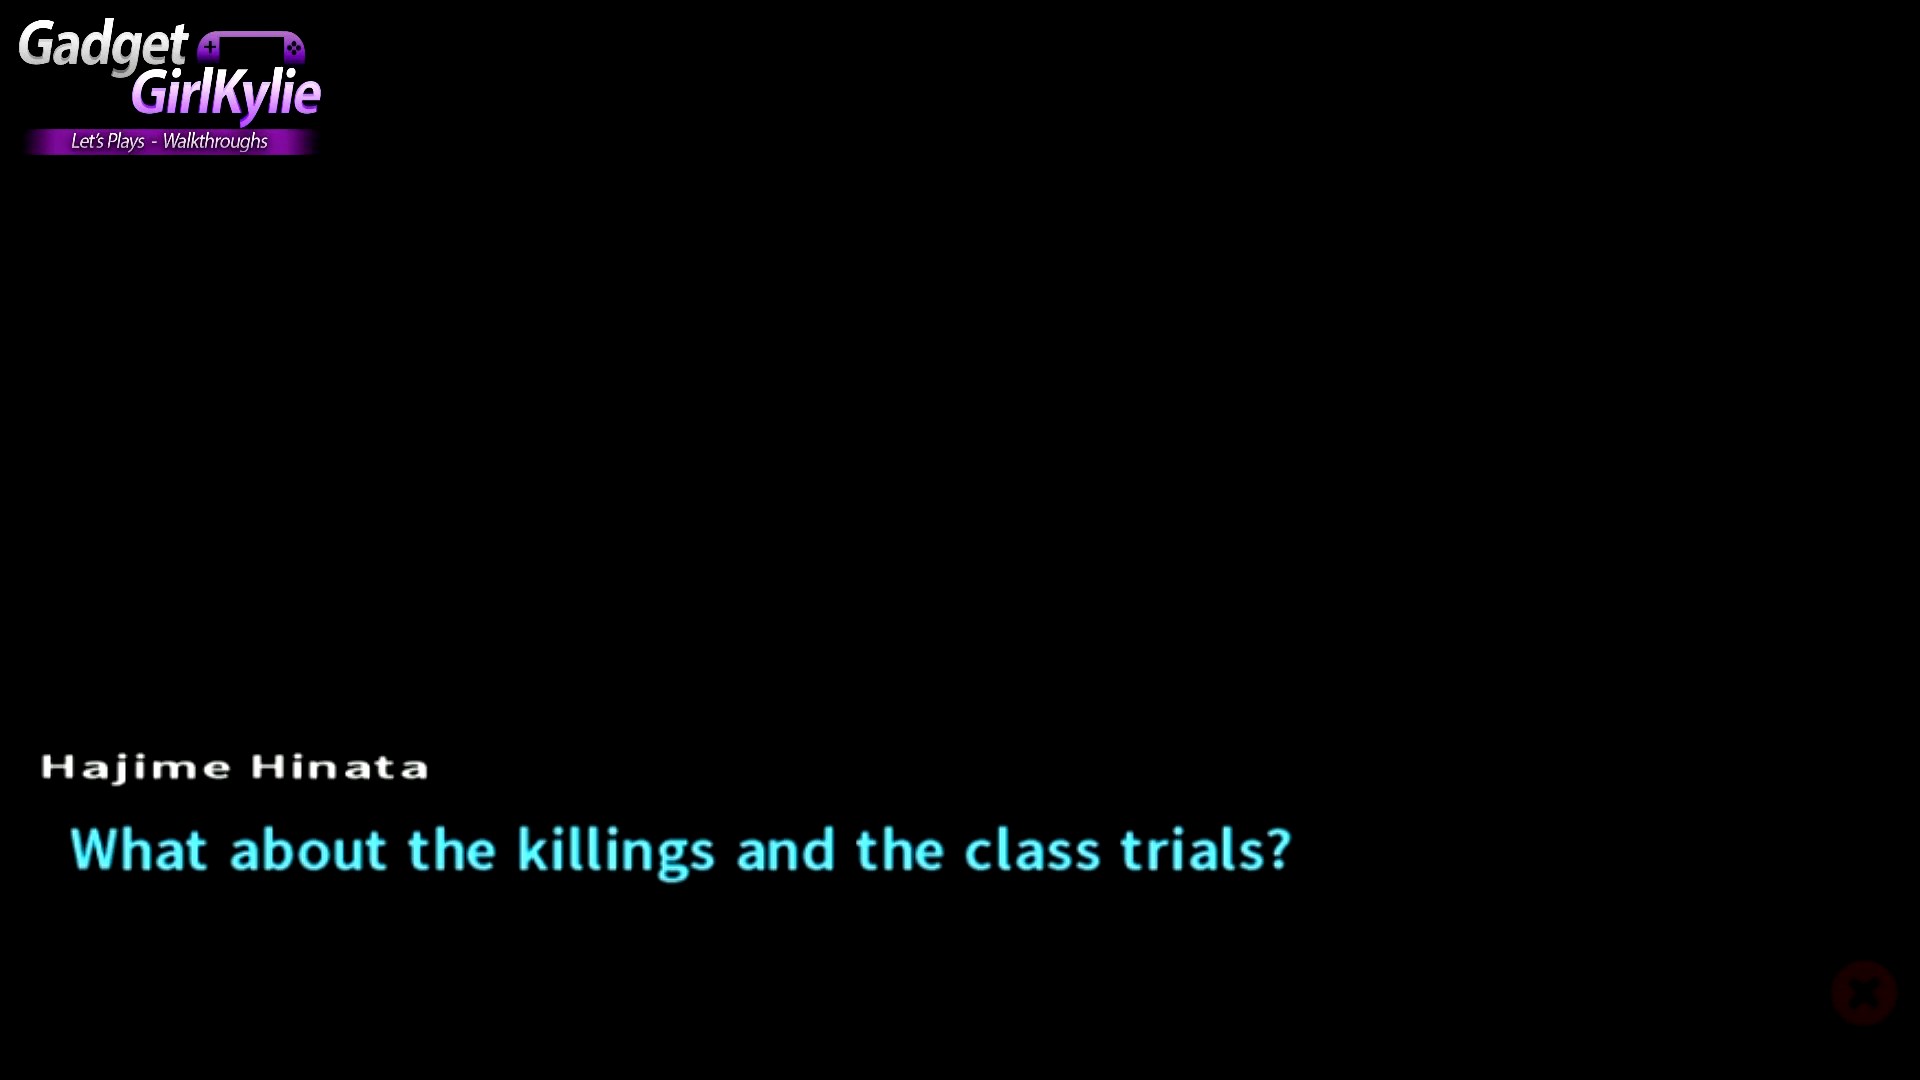 Gadget
GirlKylie
Let's Plays - Walkthroughs
Hajime Hinata
What about the killings and the class trials?